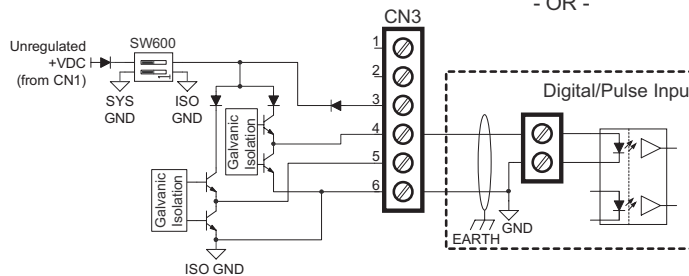 - OR -
CN3
Unregulated
+VDC
(from CN1)
SW600
SYS
GND
ISO
GND
Galvanic
Isolation
Galvanic
Isolation
ISO GND
1
2
3
4
5
6
Digital/Pulse Inpu
EARTH
GND